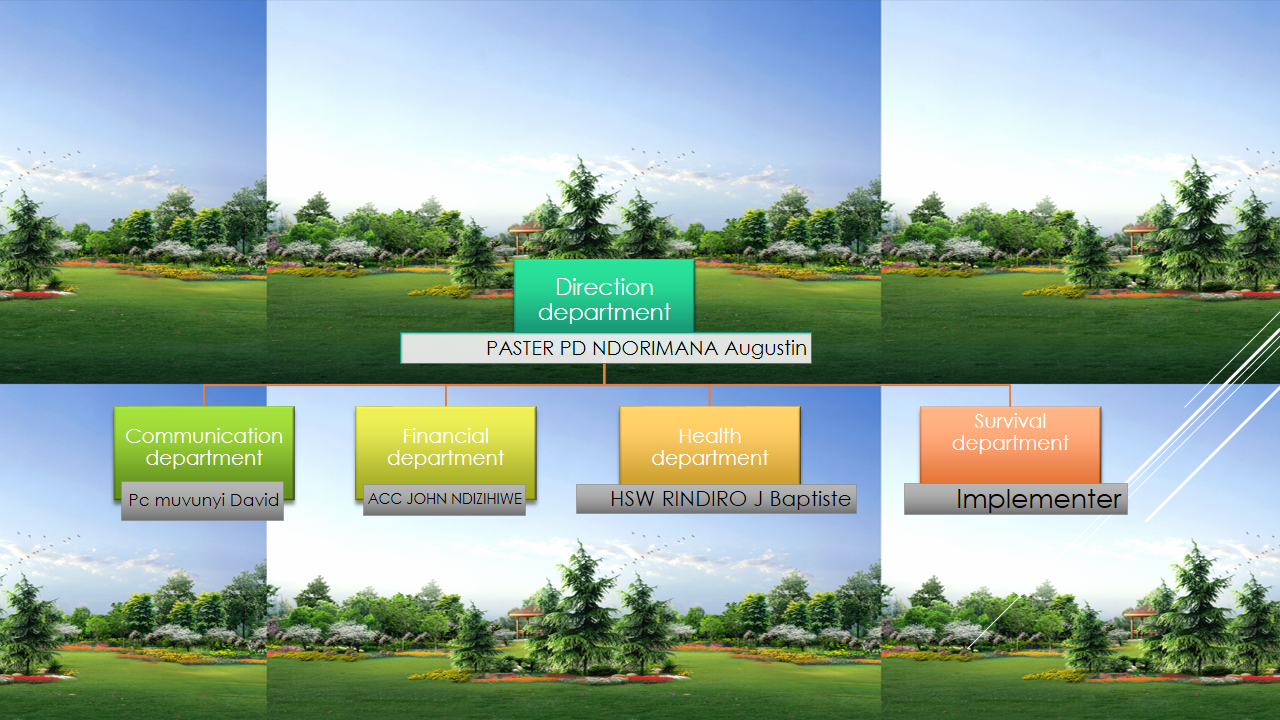 Direction
department
PASTER PD NDORIMANA Augustin
Communication
department
Pc muvunyi David
Financial
department
ACC JOHN NDIZIHIWE
Health
department
HSW RINDIRO J Baptiste
Survival
department
Implementer